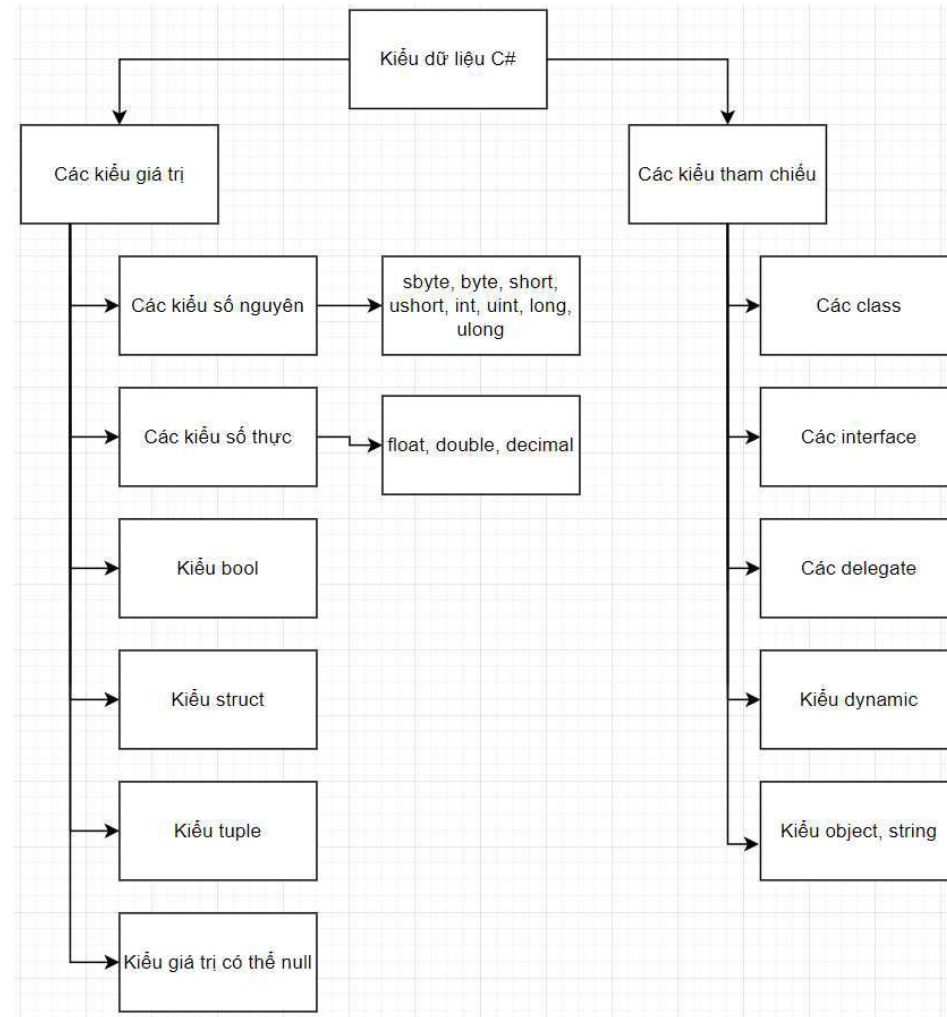 Kiểu dữ liệu C#
Các kiểu giá trị
Các kiểu tham chiếu
Các kiểu số nguyên
sbyte, byte, short,
ushort, int, uint, long,
ulong
Các class
Các kiểu số thực
float, double, decimal
Các interface
Kiểu bool
Các delegate
Kiểu struct
Kiểu dynamic
Kiểu tuple
Kiểu object, string
Kiểu giá trị có thể null